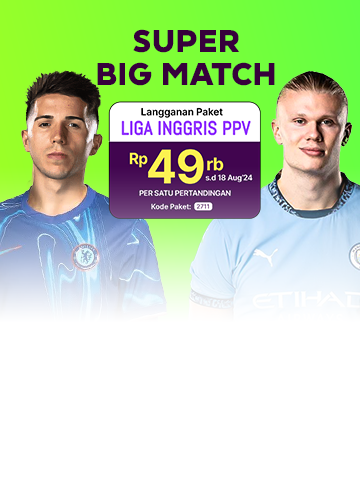 SUPER
BIG MATCH
Langganan Paket
LIGA INGGRIS PPV
Rp 49 rb
s.d 18 Aug'24
PER SATU PERTANDINGAN
Kode Paket: 2711
ETIHAD